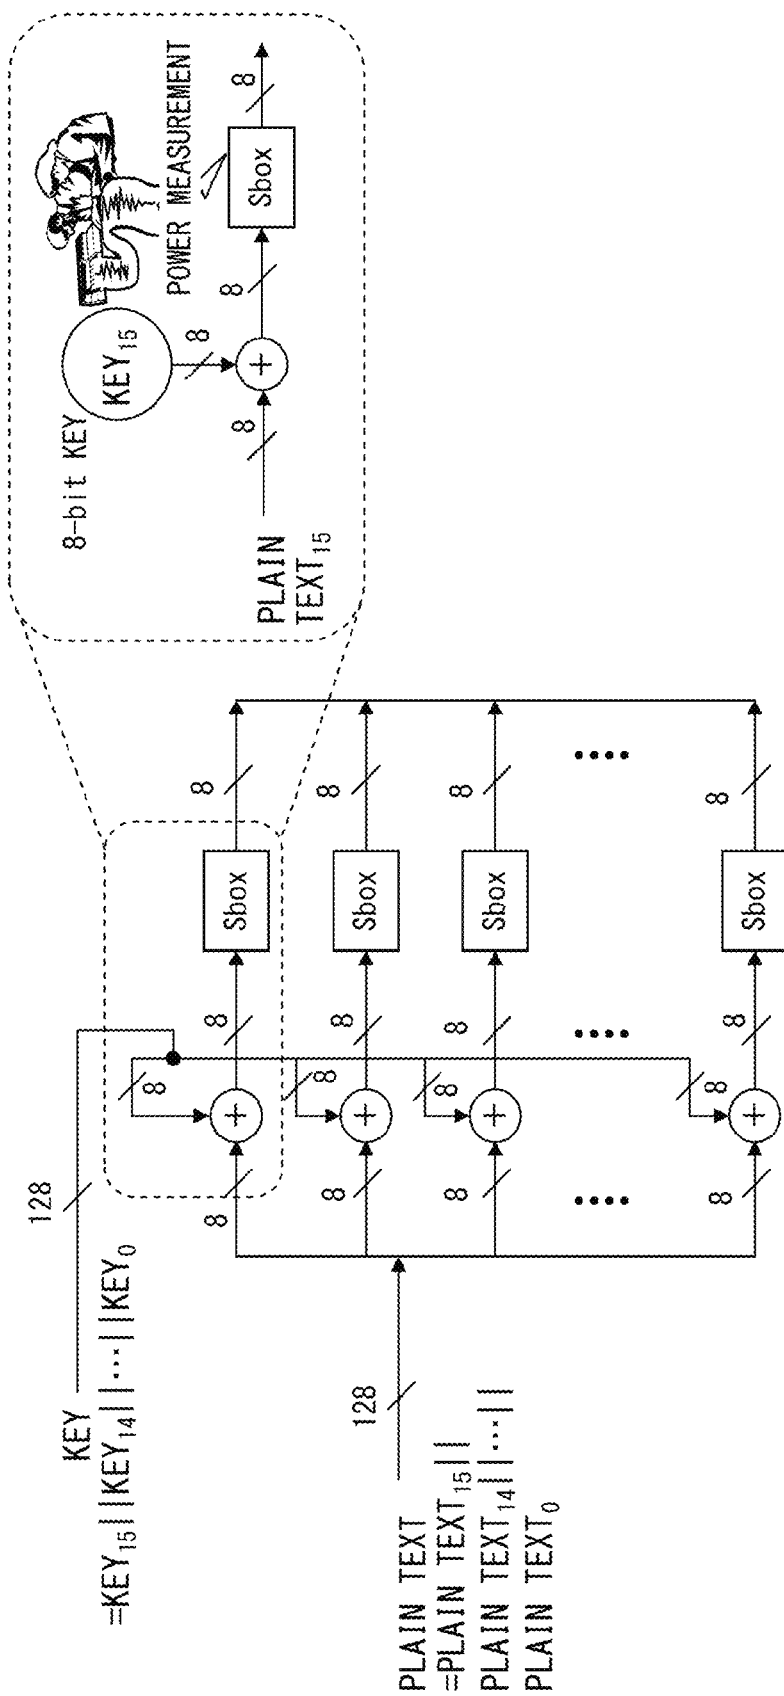 KEY
=KEY15||KEY14||···||KEY0
128
PLAIN TEXT
=PLAIN TEXT15||
PLAIN TEXT14||···||
PLAIN TEXT0
128
8
8
8
Sbox
8
8
8
8
Sbox
8
8
8
8
Sbox
8
8
8
8
Sbox
8
8-bit KEY
KEY15
8
PLAIN
TEXT15
8
8
POWER MEASUREMENT
Sbox
8